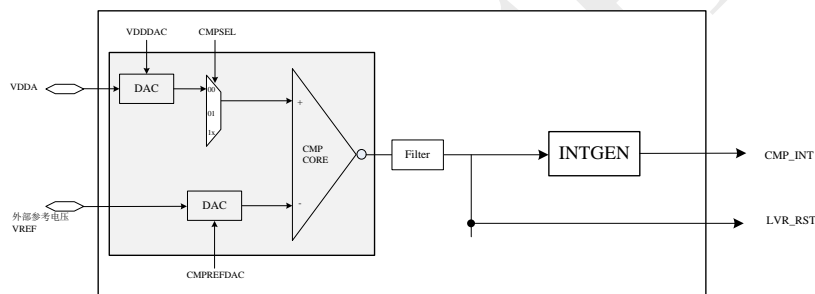 VDDDAC
CMPSEL
VDDA
DAC
00
01
1x
+
CMP
CORE
-
Filter
INTGEN
CMP_INT
LVR_RST
外部参考电压
VREF
DAC
CMPREFDAC